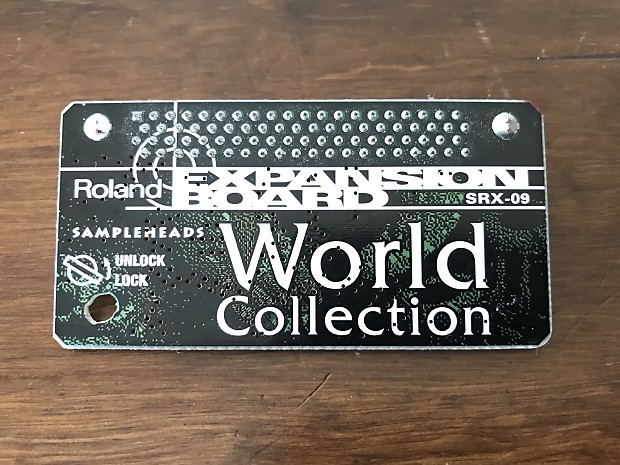 EXPANSION
Roland BOARD SRX-09
SAMPLEHEADS
UNLOCK
LOCK
World
Collection